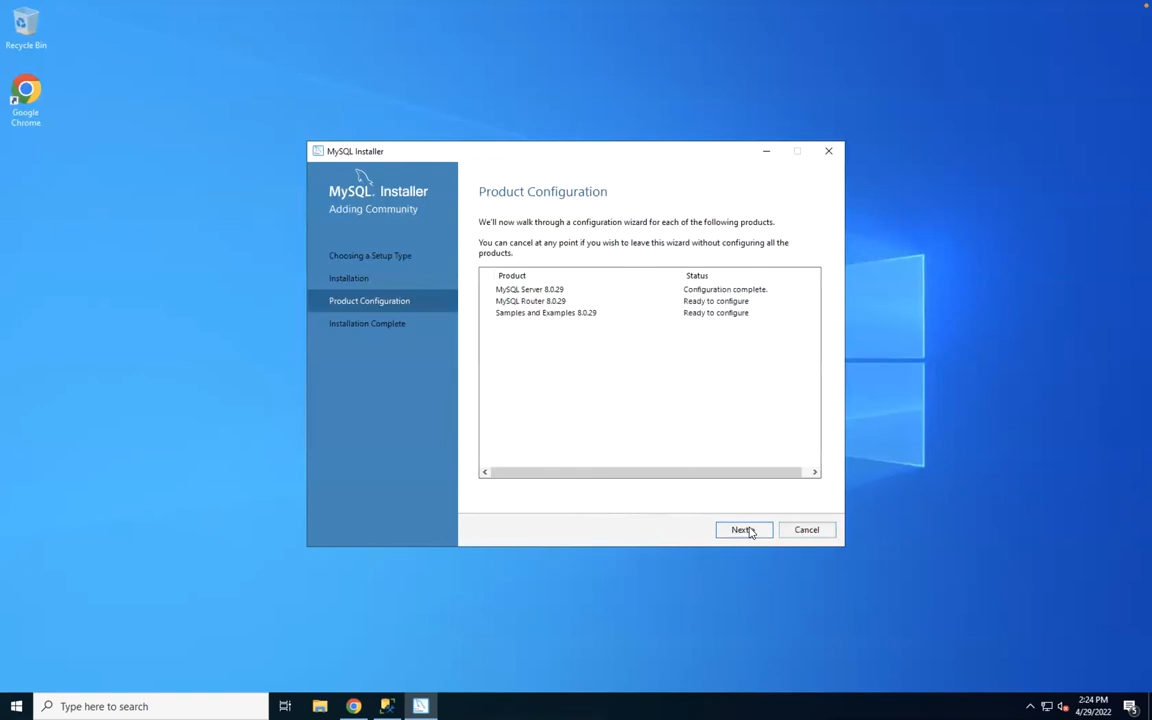 Recycle Bin
Google
Chrome
MySQL Installer
MySQL. Installer
Adding Community
Choosing a Setup Type
Installation
Product Configuration
Installation Complete
Product Configuration
We'll now walk through a configuration wizard for each of the following products.
You can cancel at any point if you wish to leave this wizard without configuring all the
products.
Product Status
MySQL Server 8.0.29 Configuration complete.
MySQL Router 8.0.29 Ready to configure
Samples and Examples 8.0.29 Ready to configure
Next Cancel
Type here to search
2:24 PM
4/29/2022
5